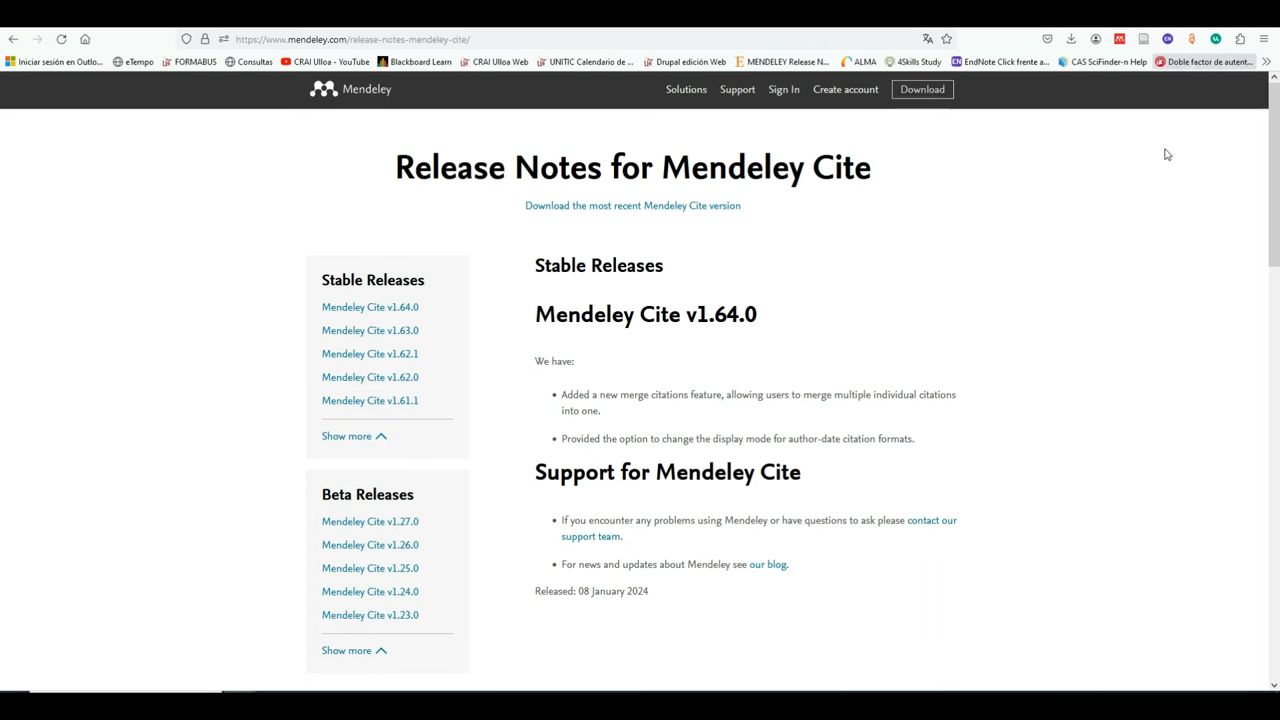 https://www.mendeley.com/release-notes-mendeley-cite/
Iniciar sesión en Outlo...
eTempo
FORMABUS
Consultas
CRAI Ulloa - YouTube
Blackboard Learn
CRAI Ulloa Web
UNITIC Calendario de...
Drupal edición Web
MENDELEY Release N...
ALMA
4Skills Study
EndNote Click frente a...
CAS SciFinder-n Help
Doble factor de autent...
Mendeley
Solutions
Support
Sign In
Create account
Download
Release Notes for Mendeley Cite
Download the most recent Mendeley Cite version
Stable Releases
Mendeley Cite v1.64.0
Mendeley Cite v1.63.0
Mendeley Cite v1.62.1
Mendeley Cite v1.62.0
Mendeley Cite v1.61.1
Show more
Beta Releases
Mendeley Cite v1.27.0
Mendeley Cite v1.26.0
Mendeley Cite v1.25.0
Mendeley Cite v1.24.0
Mendeley Cite v1.23.0
Show more
Stable Releases
Mendeley Cite v1.64.0
We have:
• Added a new merge citations feature, allowing users to merge multiple individual citations
into one.
• Provided the option to change the display mode for author-date citation formats.
Support for Mendeley Cite
• If you encounter any problems using Mendeley or have questions to ask please contact our
support team.
• For news and updates about Mendeley see our blog.
Released: 08 January 2024